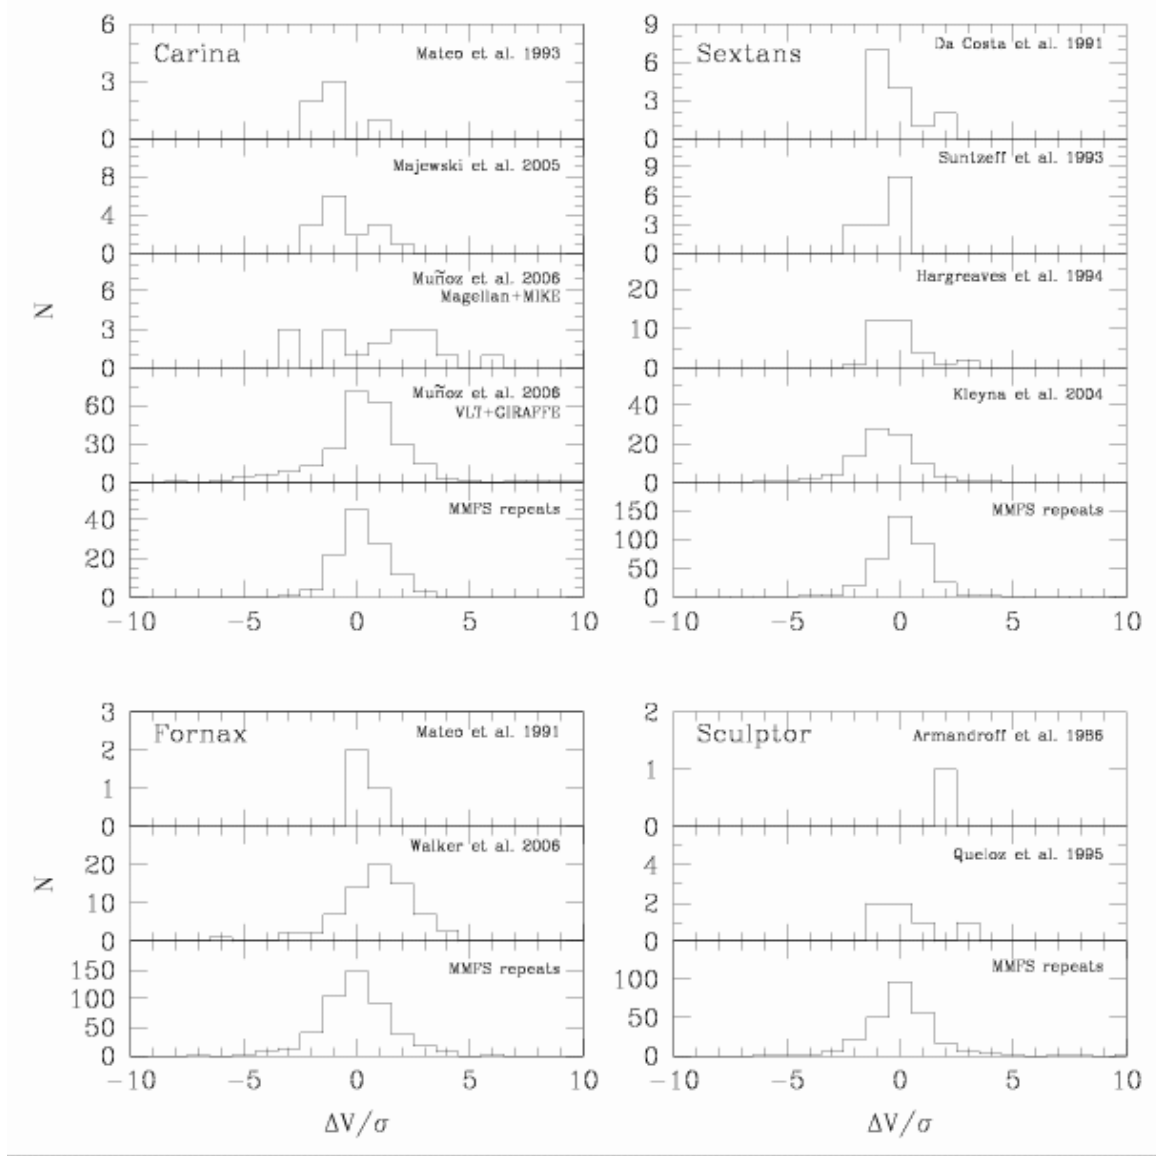 Carina
Mateo et al. 1993
6
3
0
Majewski et al. 2005
8
4
0
Muñoz et al. 2006
Magellan+MIKE
6
3
0
Muñoz et al. 2006
VLT+GIRAFFE
60
30
0
MMFS repeats
40
20
0
N
-10 -5 0 5 10
Sextans
Da Costa et al. 1991
9
6
3
0
Suntzeff et al. 1993
9
6
3
0
Hargreaves et al. 1994
20
10
0
Kleyna et al. 2004
40
20
0
MMFS repeats
150
100
50
0
-10 -5 0 5 10
Fornax
Mateo et al. 1991
3
2
1
0
Walker et al. 2006
20
10
0
MMFS repeats
150
100
50
0
N
-10 -5 0 5 10
ΔV/σ
Sculptor
Armandroff et al. 1986
2
1
0
Queloz et al. 1995
4
2
0
MMFS repeats
100
50
0
-10 -5 0 5 10
ΔV/σ